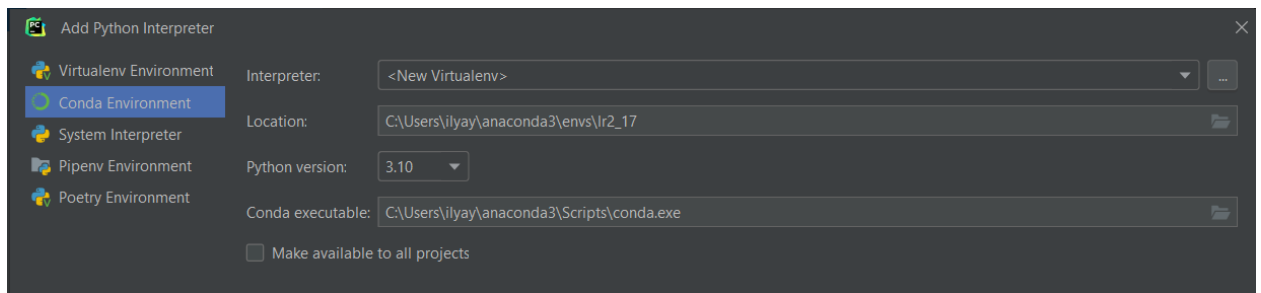 PC
Add Python Interpreter
Virtualenv Environment
Conda Environment
System Interpreter
Pipenv Environment
Poetry Environment
Interpreter: <New Virtualenv> ...
Location: C:\Users\ilyay\anaconda3\envs\lr2_17
Python version: 3.10
Conda executable: C:\Users\ilyay\anaconda3\Scripts\conda.exe
Make available to all projects